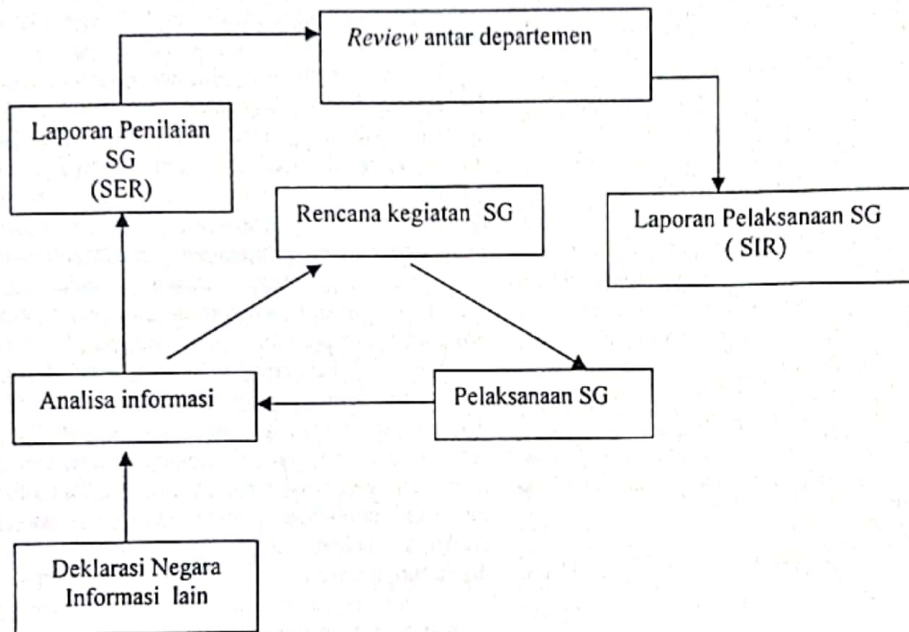 Review antar departemen
Laporan Penilaian
SG
(SER)
Rencana kegiatan SG
Laporan Pelaksanaan SG
( SIR)
Analisa informasi
Pelaksanaan SG
Deklarasi Negara
Informasi lain